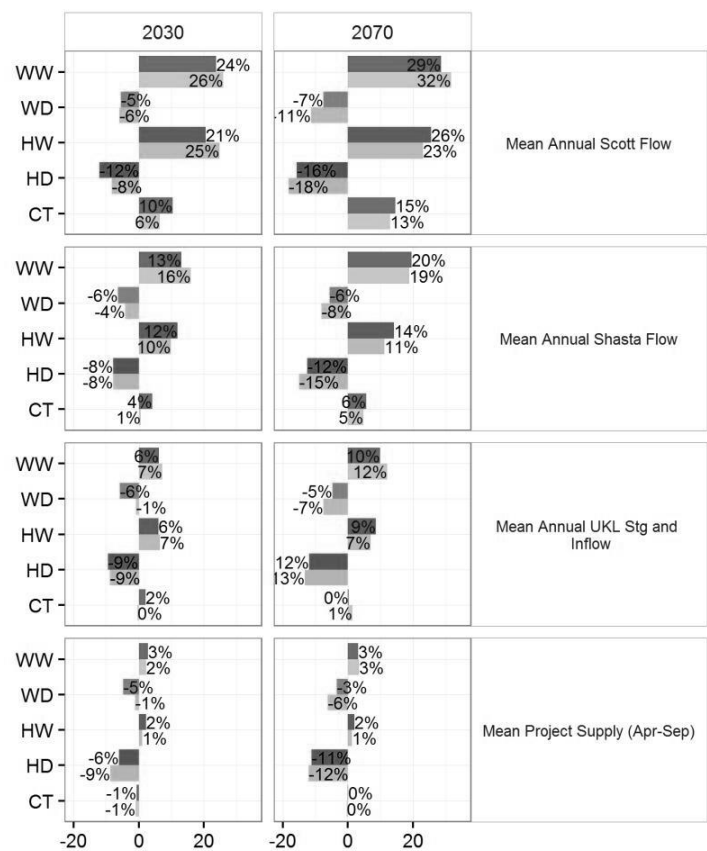 2030 2070
WW 24% 29%
26% 32%
WD -5% -7%
-6% -11%
HW 21% 26%
25% 23%
Mean Annual Scott Flow
HD -12% -16%
-8% -18%
CT 10% 15%
6% 13%
WW 13% 20%
16% 19%
WD -6% -6%
-4% -8%
HW 12% 14%
10% 11%
Mean Annual Shasta Flow
HD -8% -12%
-8% -15%
CT 4% 6%
1% 5%
WW 6% 10%
7% 12%
WD -6% -5%
-1% -7%
HW 6% 9%
7% 7%
Mean Annual UKL Stg and
Inflow
HD -9% 12%
-9% 13%
CT 2% 0%
0% 1%
WW 3% 3%
2% 3%
WD -5% -3%
-1% -6%
HW 2% 2%
1% 1%
Mean Project Supply (Apr-Sep)
HD -6% -11%
-9% -12%
CT -1% 0%
-1% 0%
-20 0 20 -20 0 20